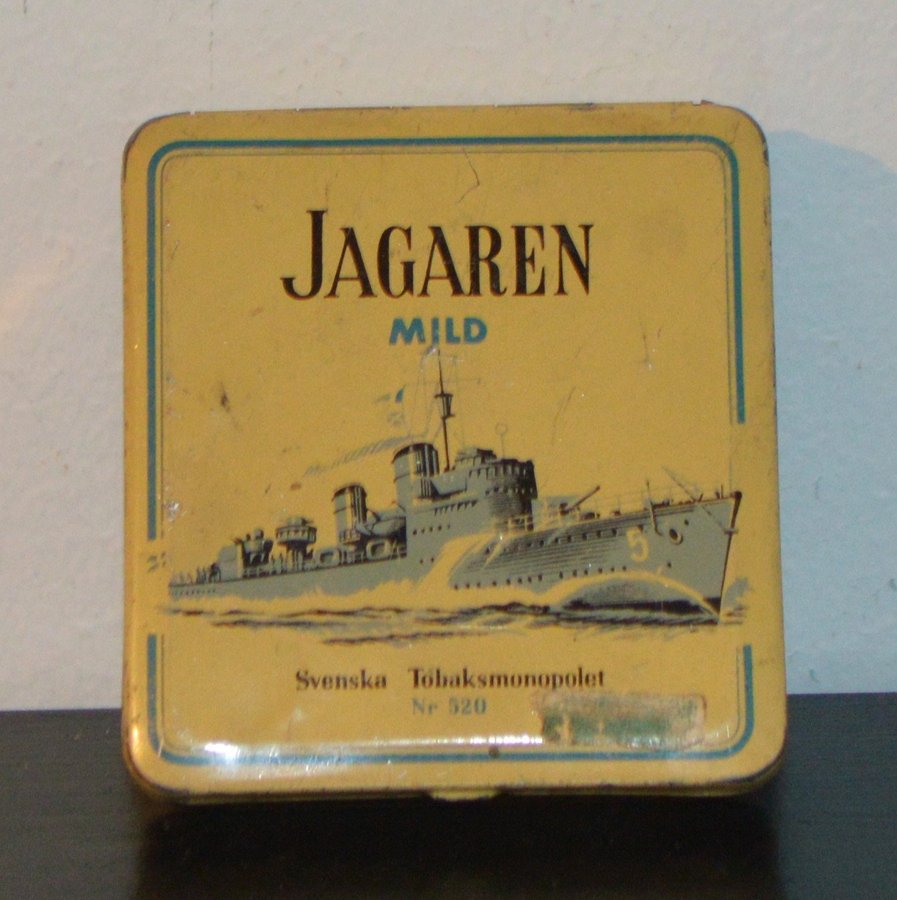 JAGAREN
MILD
5
Svenska Tobaksmonopolet
Nr 520